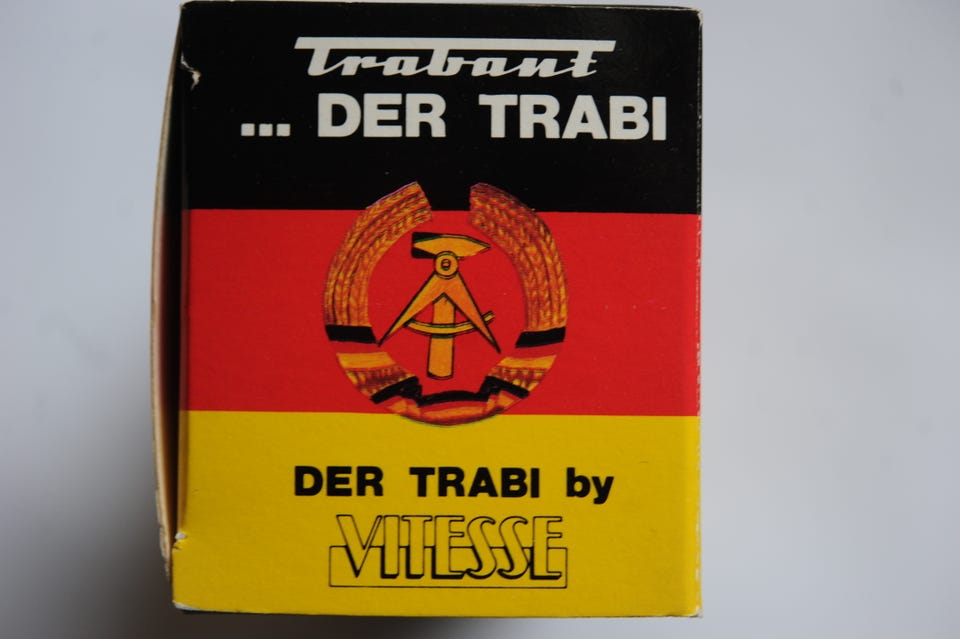 Trabant
... DER TRABI
DER TRABI by
VITESSE